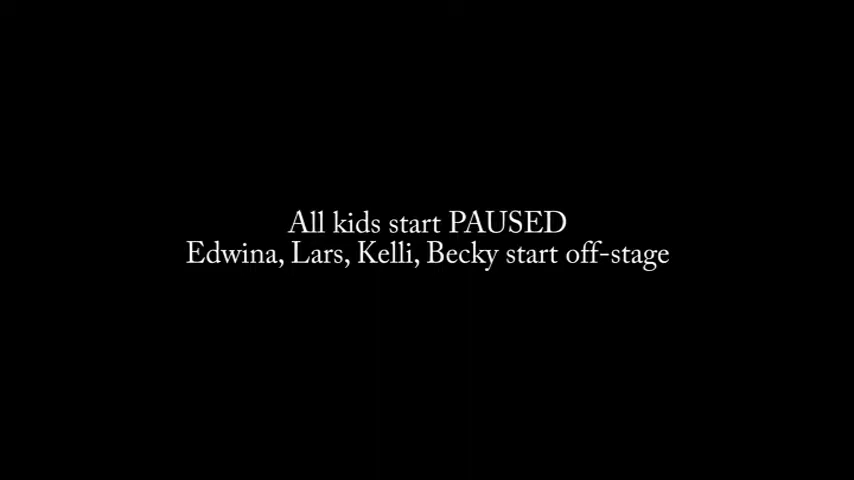 All kids start PAUSED
Edwina, Lars, Kelli, Becky start off-stage